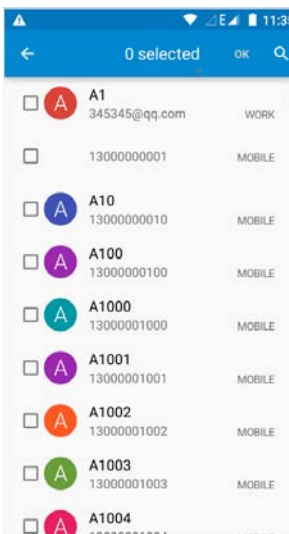 E 11:35
0 selected OK
A A1
345345@qq.com WORK
13000000001 MOBILE
A A10
13000000010 MOBILE
A A100
13000000100 MOBILE
A A1000
13000001000 MOBILE
A A1001
13000001001 MOBILE
A A1002
13000001002 MOBILE
A A1003
13000001003 MOBILE
A A1004